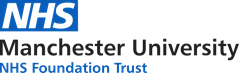 NHS
Manchester University
NHS Foundation Trust